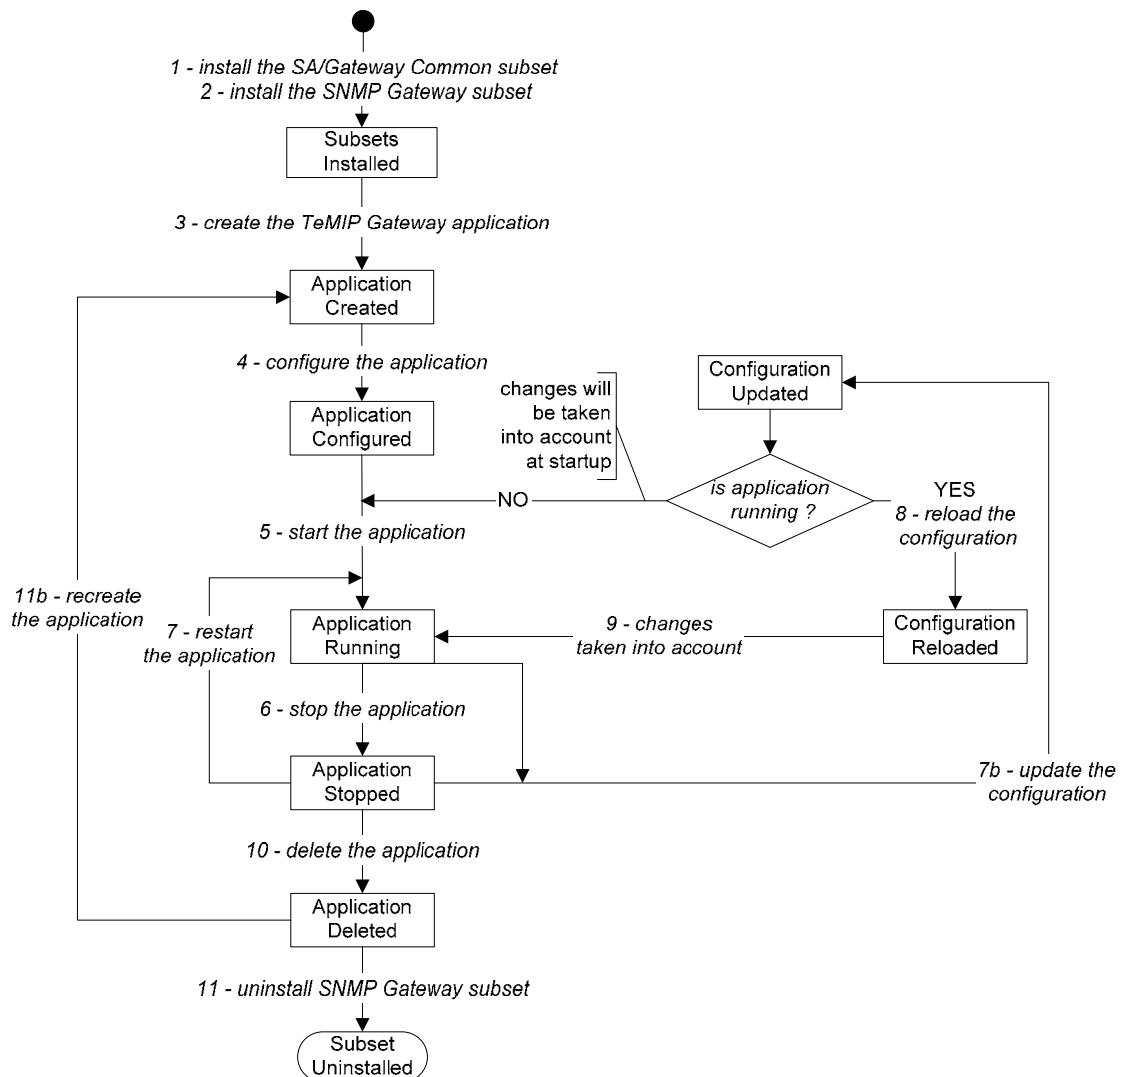 1 - install the SA/Gateway Common subset
2 - install the SNMP Gateway subset
Subsets
Installed
3 - create the TeMIP Gateway application
Application
Created
4 - configure the application
Application
Configured
changes will
be taken
into account
at startup
Configuration
Updated
is application
running ?
NO
YES
8 - reload the
configuration
5 - start the application
11b - recreate
the application
7 - restart
the application
Application
Running
9 - changes
taken into account
Configuration
Reloaded
6 - stop the application
Application
Stopped
7b - update the
configuration
10 - delete the application
Application
Deleted
11 - uninstall SNMP Gateway subset
Subset
Uninstalled